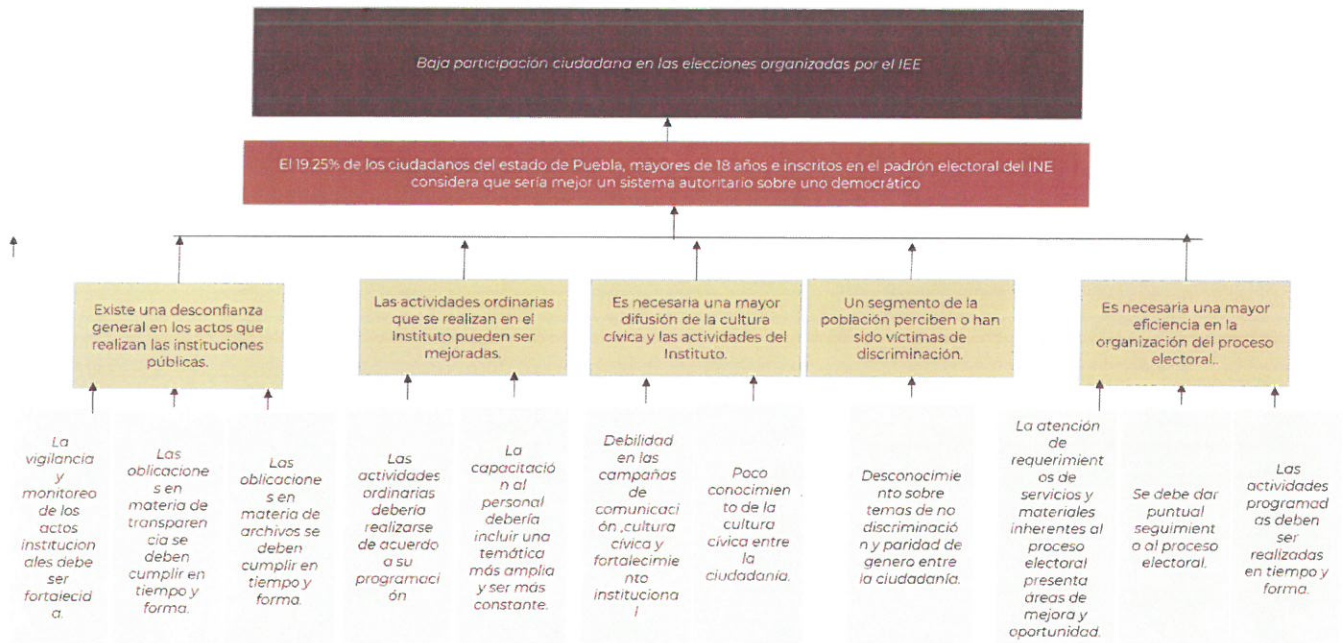 Baja participación ciudadana en las elecciones organizadas por el IEE
El 19.25% de los ciudadanos del estado de Puebla, mayores de 18 años e inscritos en el padrón electoral del INE
considera que sería mejor un sistema autoritario sobre uno democrático
Existe una desconfianza
general en los actos que
realizan las instituciones
públicas.
Las actividades ordinarias
que se realizan en el
Instituto pueden ser
mejoradas.
Es necesaria una mayor
difusión de la cultura
cívica y las actividades del
Instituto.
Un segmento de la
población perciben o han
sido víctimas de
discriminación.
Es necesaria una mayor
eficiencia en la
organización del proceso
electoral..
La
vigilancia
y
monitoreo
de los
actos
institucion
ales debe
ser
fortalecid
a.
Las
oblicacione
s en
materia de
transparen
cia se
deben
cumplir en
tiempo y
forma.
Las
oblicacione
s en
materia de
archivos se
deben
cumplir en
tiempo y
forma.
Las
actividades
ordinarias
debería
realizarse
de acuerdo
a su
programaci
ón
La
capacitació
n al
personal
debería
incluir una
temática
más amplia
y ser más
constante.
Debilidad
en las
campañas
de
comunicaci
ón ,cultura
cívica y
fortalecimie
nto
instituciona
l
Poco
conocimien
to de la
cultura
cívica entre
la
ciudadanía.
Desconocimie
nto sobre
temas de no
discriminació
n y paridad de
genero entre
la ciudadanía.
La atención
de
requerimient
os de
servicios y
materiales
inherentes al
proceso
electoral
presenta
áreas de
mejora y
oportunidad.
Se debe dar
puntual
seguimient
o al proceso
electoral.
Las
actividades
programad
as deben
ser
realizadas
en tiempo y
forma.